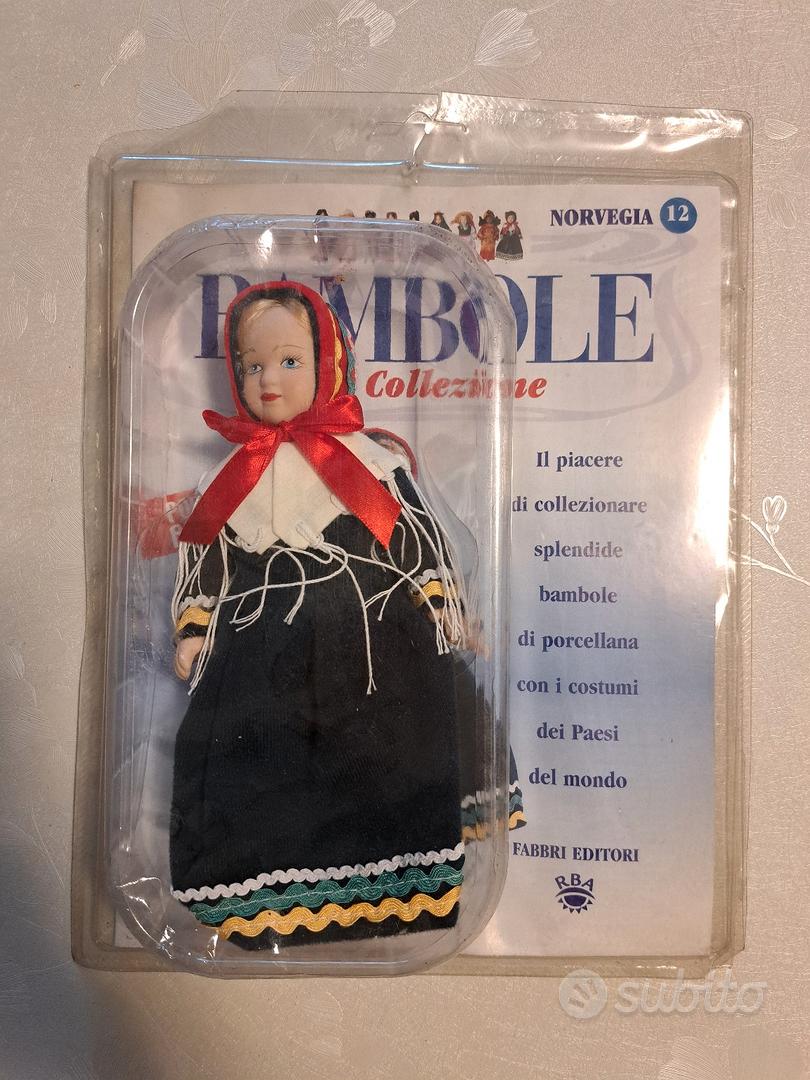 NORVEGIA 12
BAMBOLE
Collezione
Il piacere
di collezionare
splendide
bambole
di porcellana
con i costumi
dei Paesi
del mondo
FABBRI EDITORI
RBA
subito